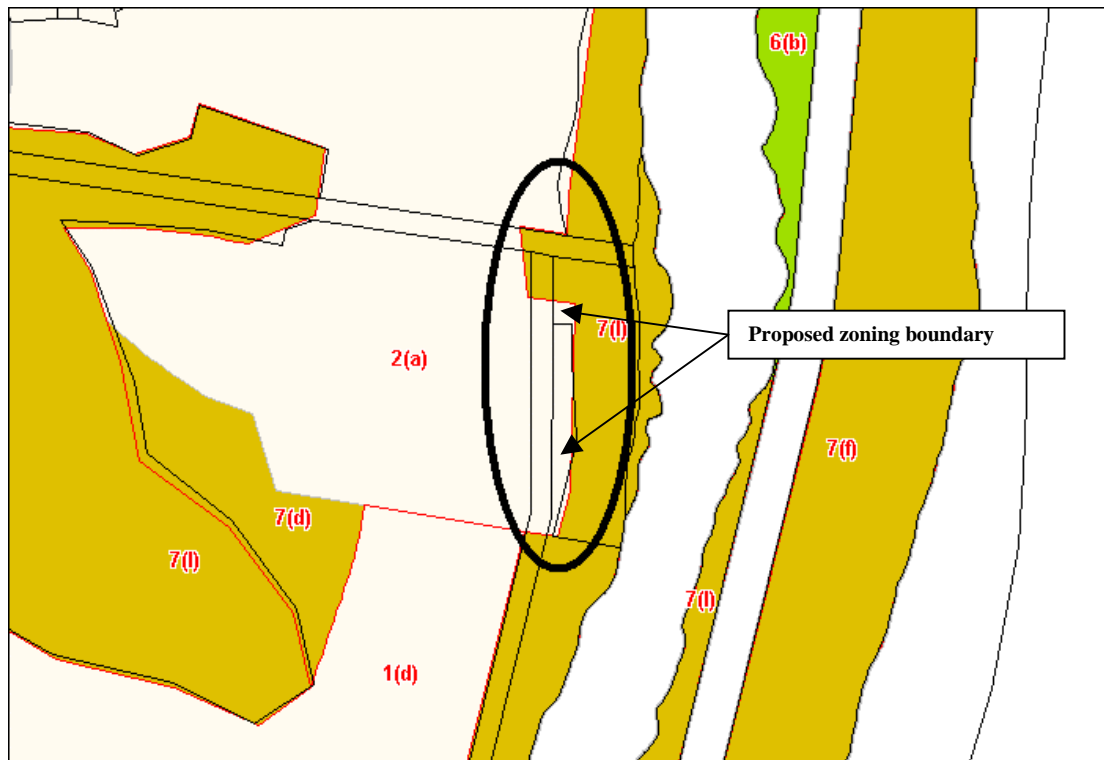 6(b)
7(l)
Proposed zoning boundary
2(a)
7(f)
7(d)
7(l)
7(l)
1(d)